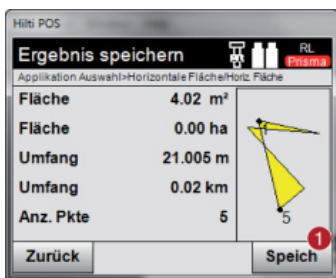 Hilti POS
Ergebnis speichern
RL
Prisma
Applikation Auswahl>Horizontale Fläche/Horiz. Fläche
Fläche 4.02 m²
Fläche 0.00 ha
Umfang 21.005 m
Umfang 0.02 km
Anz. Pkte 5
5
1
Zurück Speich